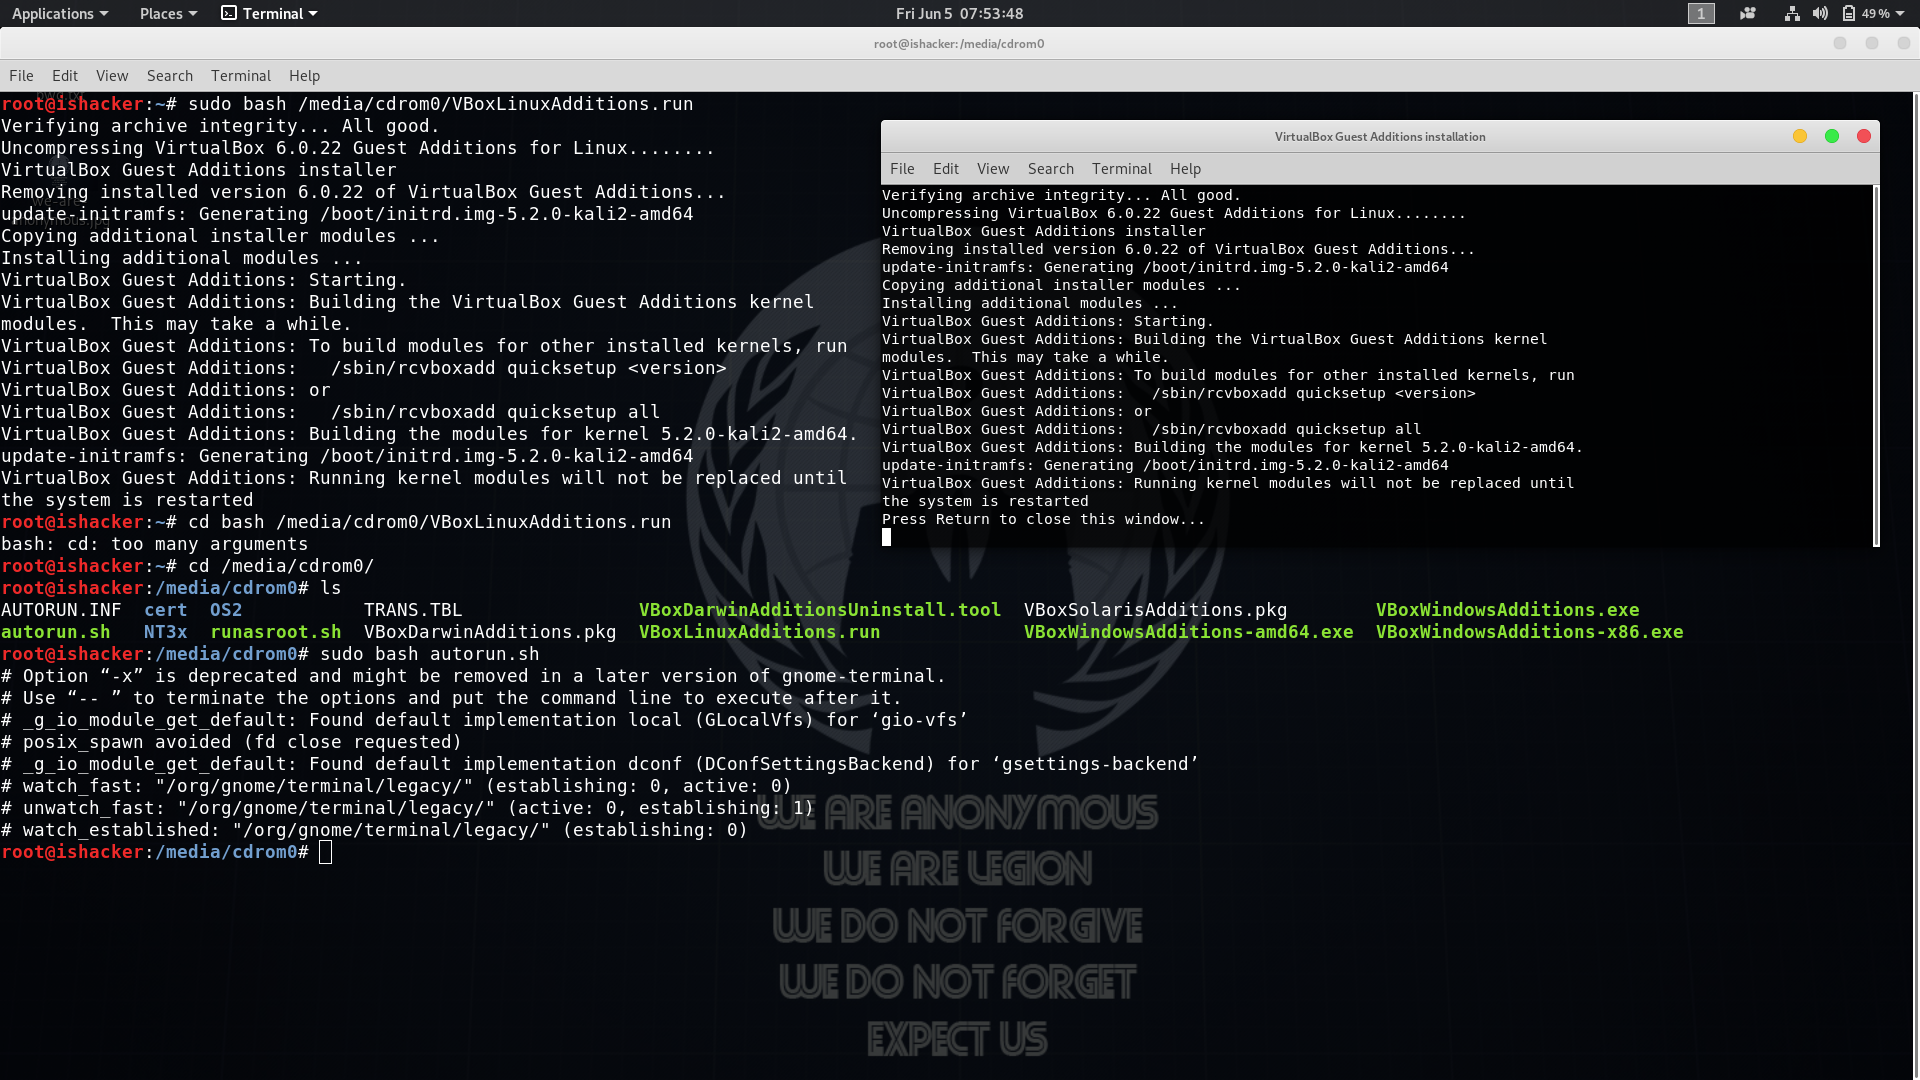 Applications Places Terminal Fri Jun 5 07:53:48 1 49 %
root@ishacker: /media/cdrom0
File Edit View Search Terminal Help
root@ishacker:~# sudo bash /media/cdrom0/VBoxLinuxAdditions.run
Verifying archive integrity... All good.
Uncompressing VirtualBox 6.0.22 Guest Additions for Linux........
VirtualBox Guest Additions installer
Removing installed version 6.0.22 of VirtualBox Guest Additions...
update-initramfs: Generating /boot/initrd.img-5.2.0-kali2-amd64
Copying additional installer modules ...
Installing additional modules ...
VirtualBox Guest Additions: Starting.
VirtualBox Guest Additions: Building the VirtualBox Guest Additions kernel
modules.  This may take a while.
VirtualBox Guest Additions: To build modules for other installed kernels, run
VirtualBox Guest Additions:   /sbin/rcvboxadd quicksetup <version>
VirtualBox Guest Additions: or
VirtualBox Guest Additions:   /sbin/rcvboxadd quicksetup all
VirtualBox Guest Additions: Building the modules for kernel 5.2.0-kali2-amd64.
update-initramfs: Generating /boot/initrd.img-5.2.0-kali2-amd64
VirtualBox Guest Additions: Running kernel modules will not be replaced until
the system is restarted
root@ishacker:~# cd bash /media/cdrom0/VBoxLinuxAdditions.run
bash: cd: too many arguments
root@ishacker:~# cd /media/cdrom0/
root@ishacker:/media/cdrom0# ls
AUTORUN.INF  cert  OS2           TRANS.TBL                VBoxDarwinAdditionsUninstall.tool  VBoxSolarisAdditions.pkg        VBoxWindowsAdditions.exe
autorun.sh   NT3x  runasroot.sh  VBoxDarwinAdditions.pkg  VBoxLinuxAdditions.run             VBoxWindowsAdditions-amd64.exe  VBoxWindowsAdditions-x86.exe
root@ishacker:/media/cdrom0# sudo bash autorun.sh
# Option “-x” is deprecated and might be removed in a later version of gnome-terminal.
# Use “-- ” to terminate the options and put the command line to execute after it.
# _g_io_module_get_default: Found default implementation local (GLocalVfs) for ‘gio-vfs’
# posix_spawn avoided (fd close requested)
# _g_io_module_get_default: Found default implementation dconf (DConfSettingsBackend) for ‘gsettings-backend’
# watch_fast: "/org/gnome/terminal/legacy/" (establishing: 0, active: 0)
# unwatch_fast: "/org/gnome/terminal/legacy/" (active: 0, establishing: 1)
# watch_established: "/org/gnome/terminal/legacy/" (establishing: 0)
root@ishacker:/media/cdrom0#
VirtualBox Guest Additions installation
File Edit View Search Terminal Help
Verifying archive integrity... All good.
Uncompressing VirtualBox 6.0.22 Guest Additions for Linux........
VirtualBox Guest Additions installer
Removing installed version 6.0.22 of VirtualBox Guest Additions...
update-initramfs: Generating /boot/initrd.img-5.2.0-kali2-amd64
Copying additional installer modules ...
Installing additional modules ...
VirtualBox Guest Additions: Starting.
VirtualBox Guest Additions: Building the VirtualBox Guest Additions kernel
modules.  This may take a while.
VirtualBox Guest Additions: To build modules for other installed kernels, run
VirtualBox Guest Additions:   /sbin/rcvboxadd quicksetup <version>
VirtualBox Guest Additions: or
VirtualBox Guest Additions:   /sbin/rcvboxadd quicksetup all
VirtualBox Guest Additions: Building the modules for kernel 5.2.0-kali2-amd64.
update-initramfs: Generating /boot/initrd.img-5.2.0-kali2-amd64
VirtualBox Guest Additions: Running kernel modules will not be replaced until
the system is restarted
Press Return to close this window...
WE ARE ANONYMOUS
WE ARE LEGION
WE DO NOT FORGIVE
WE DO NOT FORGET
EXPECT US